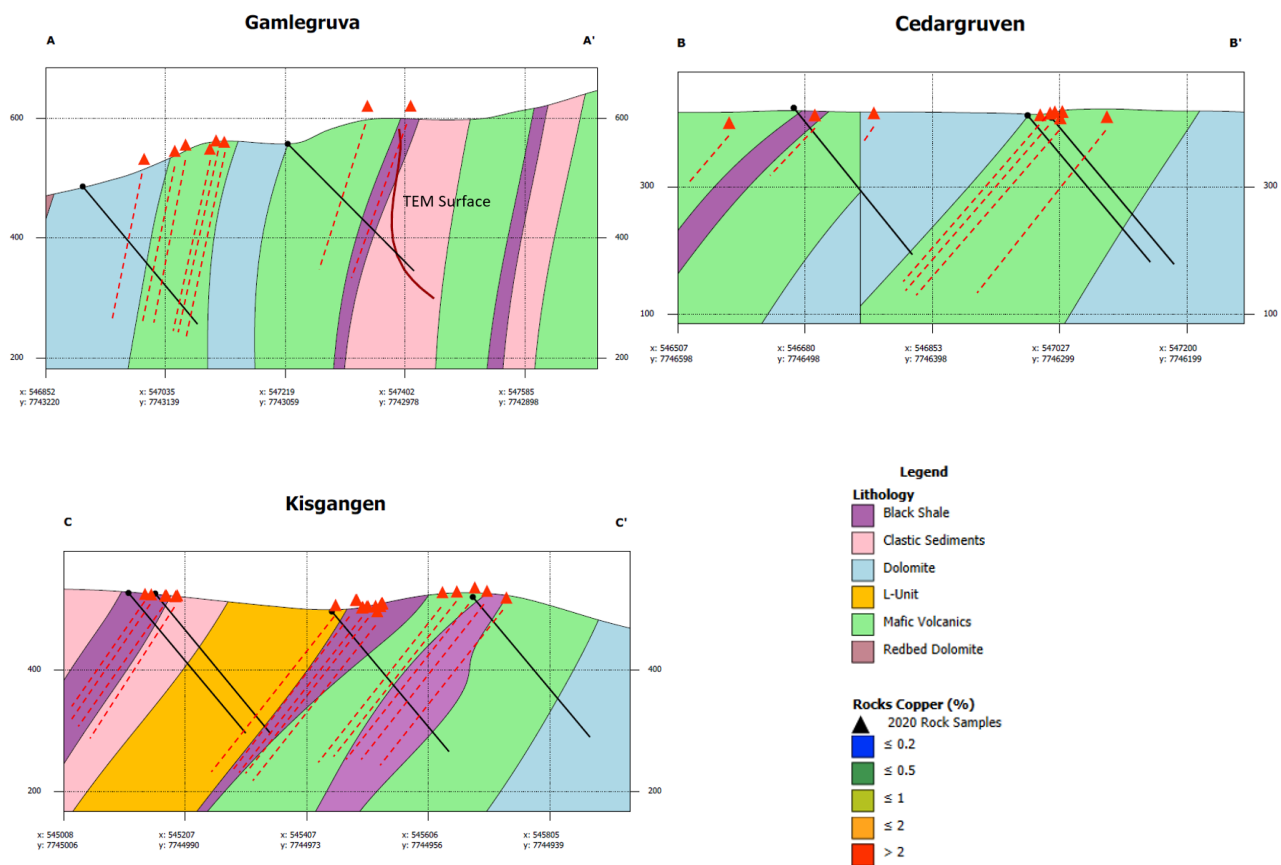 Gamlegruva
A A'
600 600
400 400
200 200
TEM Surface
x: 546852 x: 547035 x: 547219 x: 547402 x: 547585
y: 7743220 y: 7743139 y: 7743059 y: 7742978 y: 7742898
Cedargruven
B B'
300 300
100 100
x: 546507 x: 546680 x: 546853 x: 547027 x: 547200
y: 7746598 y: 7746498 y: 7746398 y: 7746299 y: 7746199
Kisgangen
C C'
400 400
200 200
x: 545008 x: 545207 x: 545407 x: 545606 x: 545805
y: 7745006 y: 7744990 y: 7744973 y: 7744956 y: 7744939
Legend
Lithology
Black Shale
Clastic Sediments
Dolomite
L-Unit
Mafic Volcanics
Redbed Dolomite
Rocks Copper (%)
2020 Rock Samples
≤ 0.2
≤ 0.5
≤ 1
≤ 2
> 2